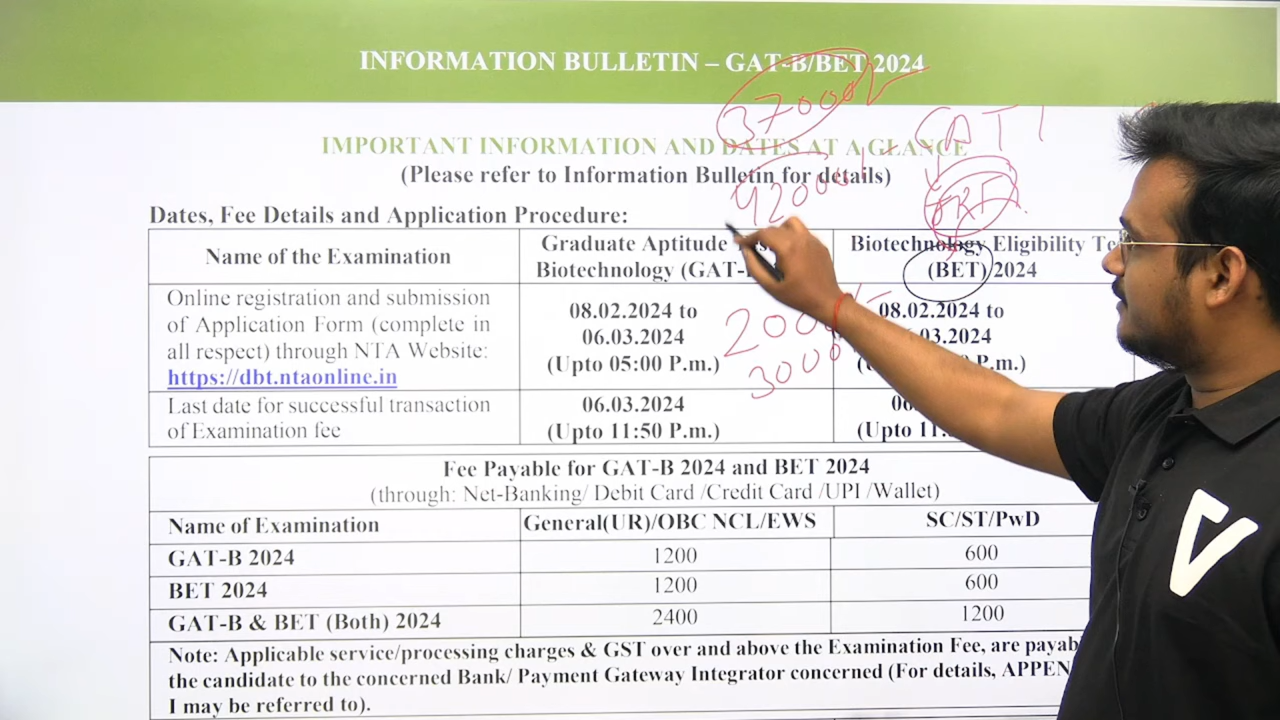 INFORMATION BULLETIN – GAT-B/BET 2024
37000/-
IMPORTANT INFORMATION AND DATES AT A GLANCE
(Please refer to Information Bulletin for details)
Dates, Fee Details and Application Procedure:
Name of the Examination
Graduate Aptitude
Biotechnology (GAT-
Biotechnology Eligibility
(BET) 2024
Online registration and submission
of Application Form (complete in
all respect) through NTA Website:
https://dbt.ntaonline.in
08.02.2024 to
06.03.2024
(Upto 05:00 P.m.)
08.02.2024 to
.2024
P.m.)
2000/-
3000
Last date for successful transaction
of Examination fee
06.03.2024
(Upto 11:50 P.m.)
(Upto
Fee Payable for GAT-B 2024 and BET 2024
(through: Net-Banking/ Debit Card /Credit Card /UPI /Wallet)
Name of Examination General(UR)/OBC NCL/EWS SC/ST/PwD
GAT-B 2024 1200 600
BET 2024 1200 600
GAT-B & BET (Both) 2024 2400 1200
Note: Applicable service/processing charges & GST over and above the Examination Fee, are payab
the candidate to the concerned Bank/ Payment Gateway Integrator concerned (For details, APPEN
I may be referred to).